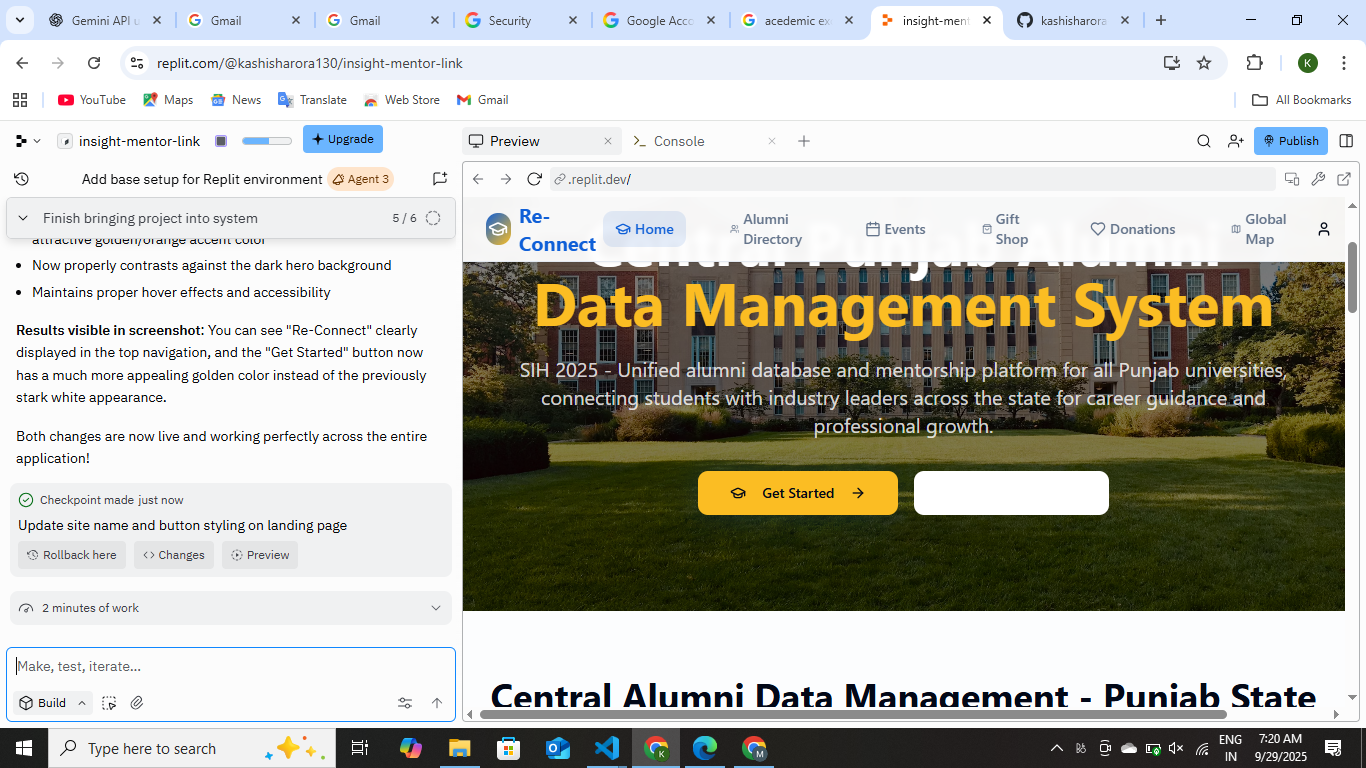 Gemini API u
Gmail
Gmail
Security
Google Acco
acedemic ex
insight-ment
kashisharora
replit.com/@kashisharora130/insight-mentor-link
K
YouTube
Maps
News
Translate
Web Store
Gmail
All Bookmarks
insight-mentor-link
Upgrade
Preview
Console
Publish
Add base setup for Replit environment
Agent 3
.replit.dev/
Finish bringing project into system
5 / 6
attractive golden/orange accent color
Now properly contrasts against the dark hero background
Maintains proper hover effects and accessibility
Results visible in screenshot: You can see "Re-Connect" clearly
displayed in the top navigation, and the "Get Started" button now
has a much more appealing golden color instead of the previously
stark white appearance.
Both changes are now live and working perfectly across the entire
application!
Checkpoint made just now
Update site name and button styling on landing page
Rollback here
Changes
Preview
2 minutes of work
Make, test, iterate...
Build
Re-
Connect
Home
Alumni
Directory
Events
Gift
Shop
Donations
Global
Map
Central Punjab Alumni
Data Management System
SIH 2025 - Unified alumni database and mentorship platform for all Punjab universities,
connecting students with industry leaders across the state for career guidance and
professional growth.
Get Started
Central Alumni Data Management - Punjab State
Type here to search
K
M
ENG
IN
7:20 AM
9/29/2025